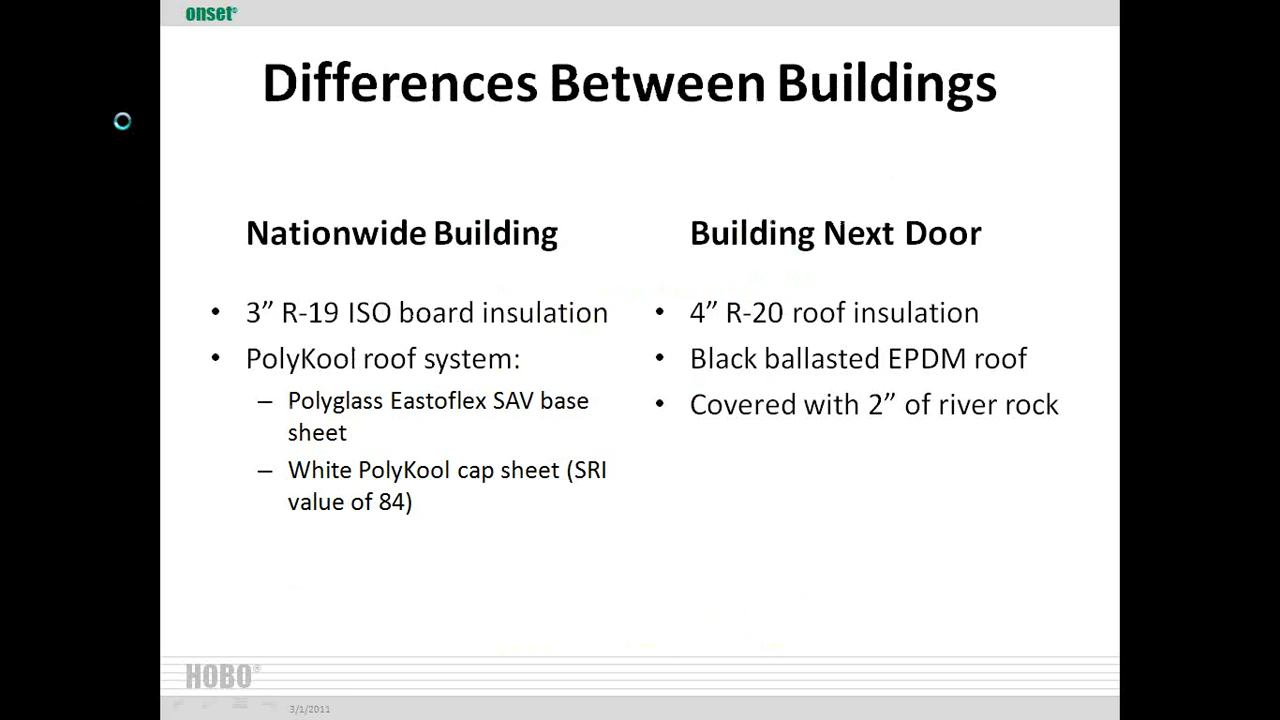 onset®
Differences Between Buildings
Nationwide Building
• 3” R-19 ISO board insulation
• PolyKool roof system:
– Polyglass Eastoflex SAV base
sheet
– White PolyKool cap sheet (SRI
value of 84)
Building Next Door
• 4” R-20 roof insulation
• Black ballasted EPDM roof
• Covered with 2” of river rock
HOBO®
3/1/2011